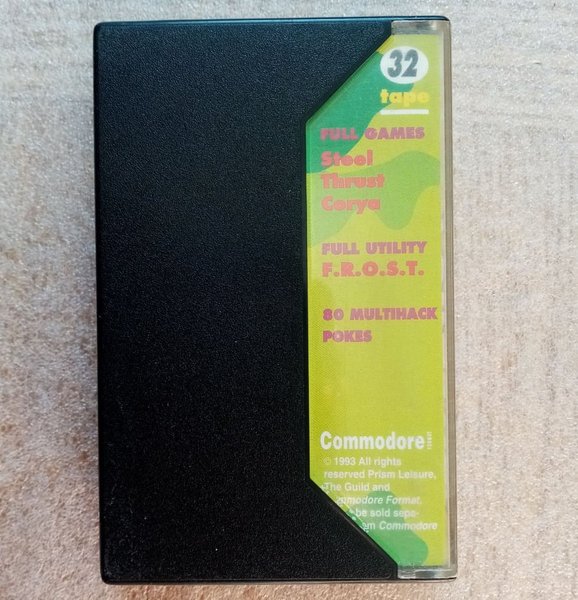 32
tape
FULL GAMES
Steel
Thrust
Corya
FULL UTILITY
F.R.O.S.T.
80 MULTIHACK
POKES
Commodore
FORMAT
© 1993 All rights
reserved Prism Leisure,
The Guild and
Commodore Format.
be sold sepe-
Commodore